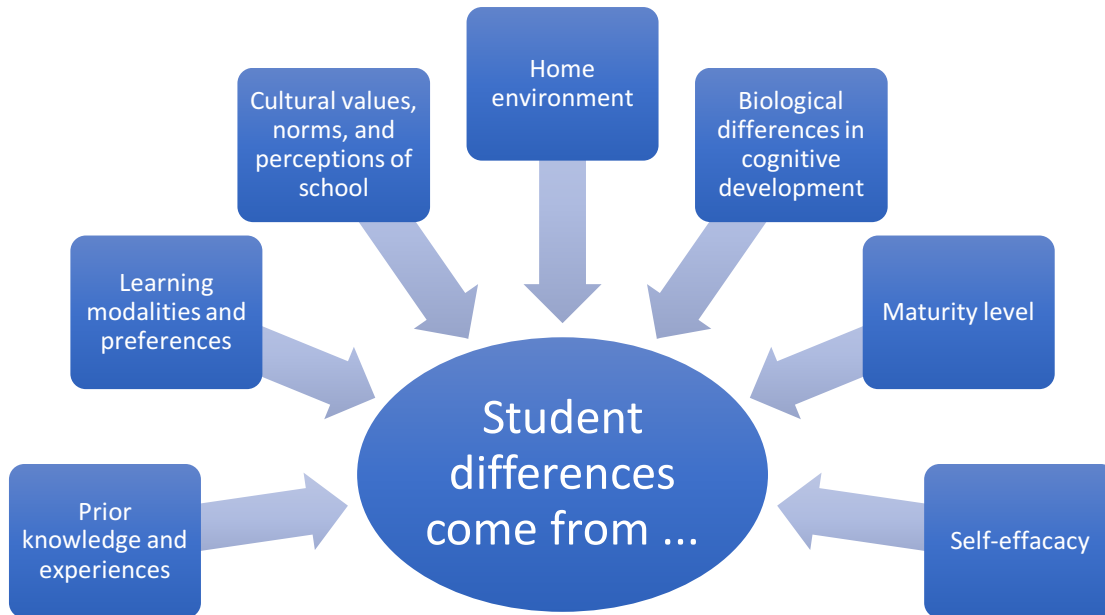 Home
environment
Cultural values,
norms, and
perceptions of
school
Biological
differences in
cognitive
development
Learning
modalities and
preferences
Maturity level
Student
differences
come from ...
Prior
knowledge and
experiences
Self-effacacy